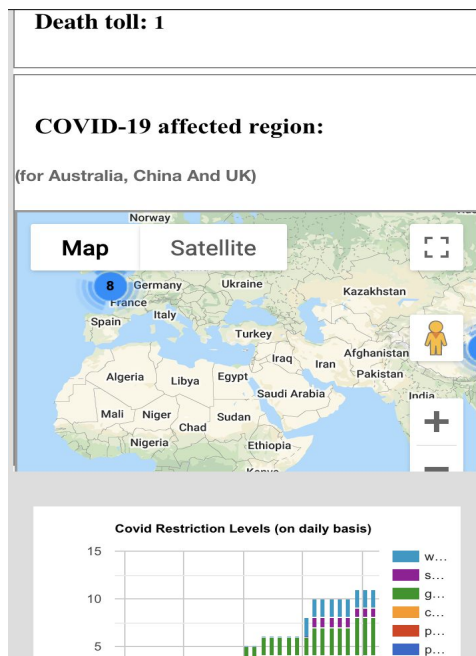 Death toll: 1
COVID-19 affected region:
(for Australia, China And UK)
Norway
Map
Satellite
8
Germany
Ukraine
Kazakhstan
France
Spain
Italy
Turkey
Afghanistan
Iraq
Iran
Pakistan
Algeria
Libya
Egypt
Saudi Arabia
India
Mali
Niger
Chad
Sudan
Nigeria
Ethiopia
Kenya
+
Covid Restriction Levels (on daily basis)
15
10
5
w...
s...
g...
c...
p...
p...